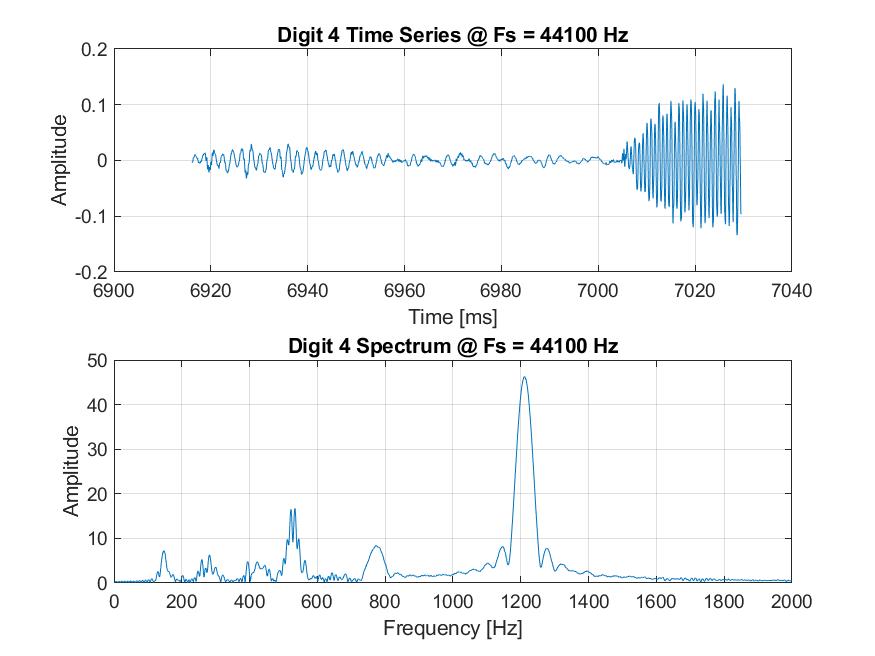 Digit 4 Time Series @ Fs = 44100 Hz
Amplitude
0.2
0.1
0
-0.1
-0.2
6900 6920 6940 6960 6980 7000 7020 7040
Time [ms]
Digit 4 Spectrum @ Fs = 44100 Hz
Amplitude
50
40
30
20
10
0
0 200 400 600 800 1000 1200 1400 1600 1800 2000
Frequency [Hz]